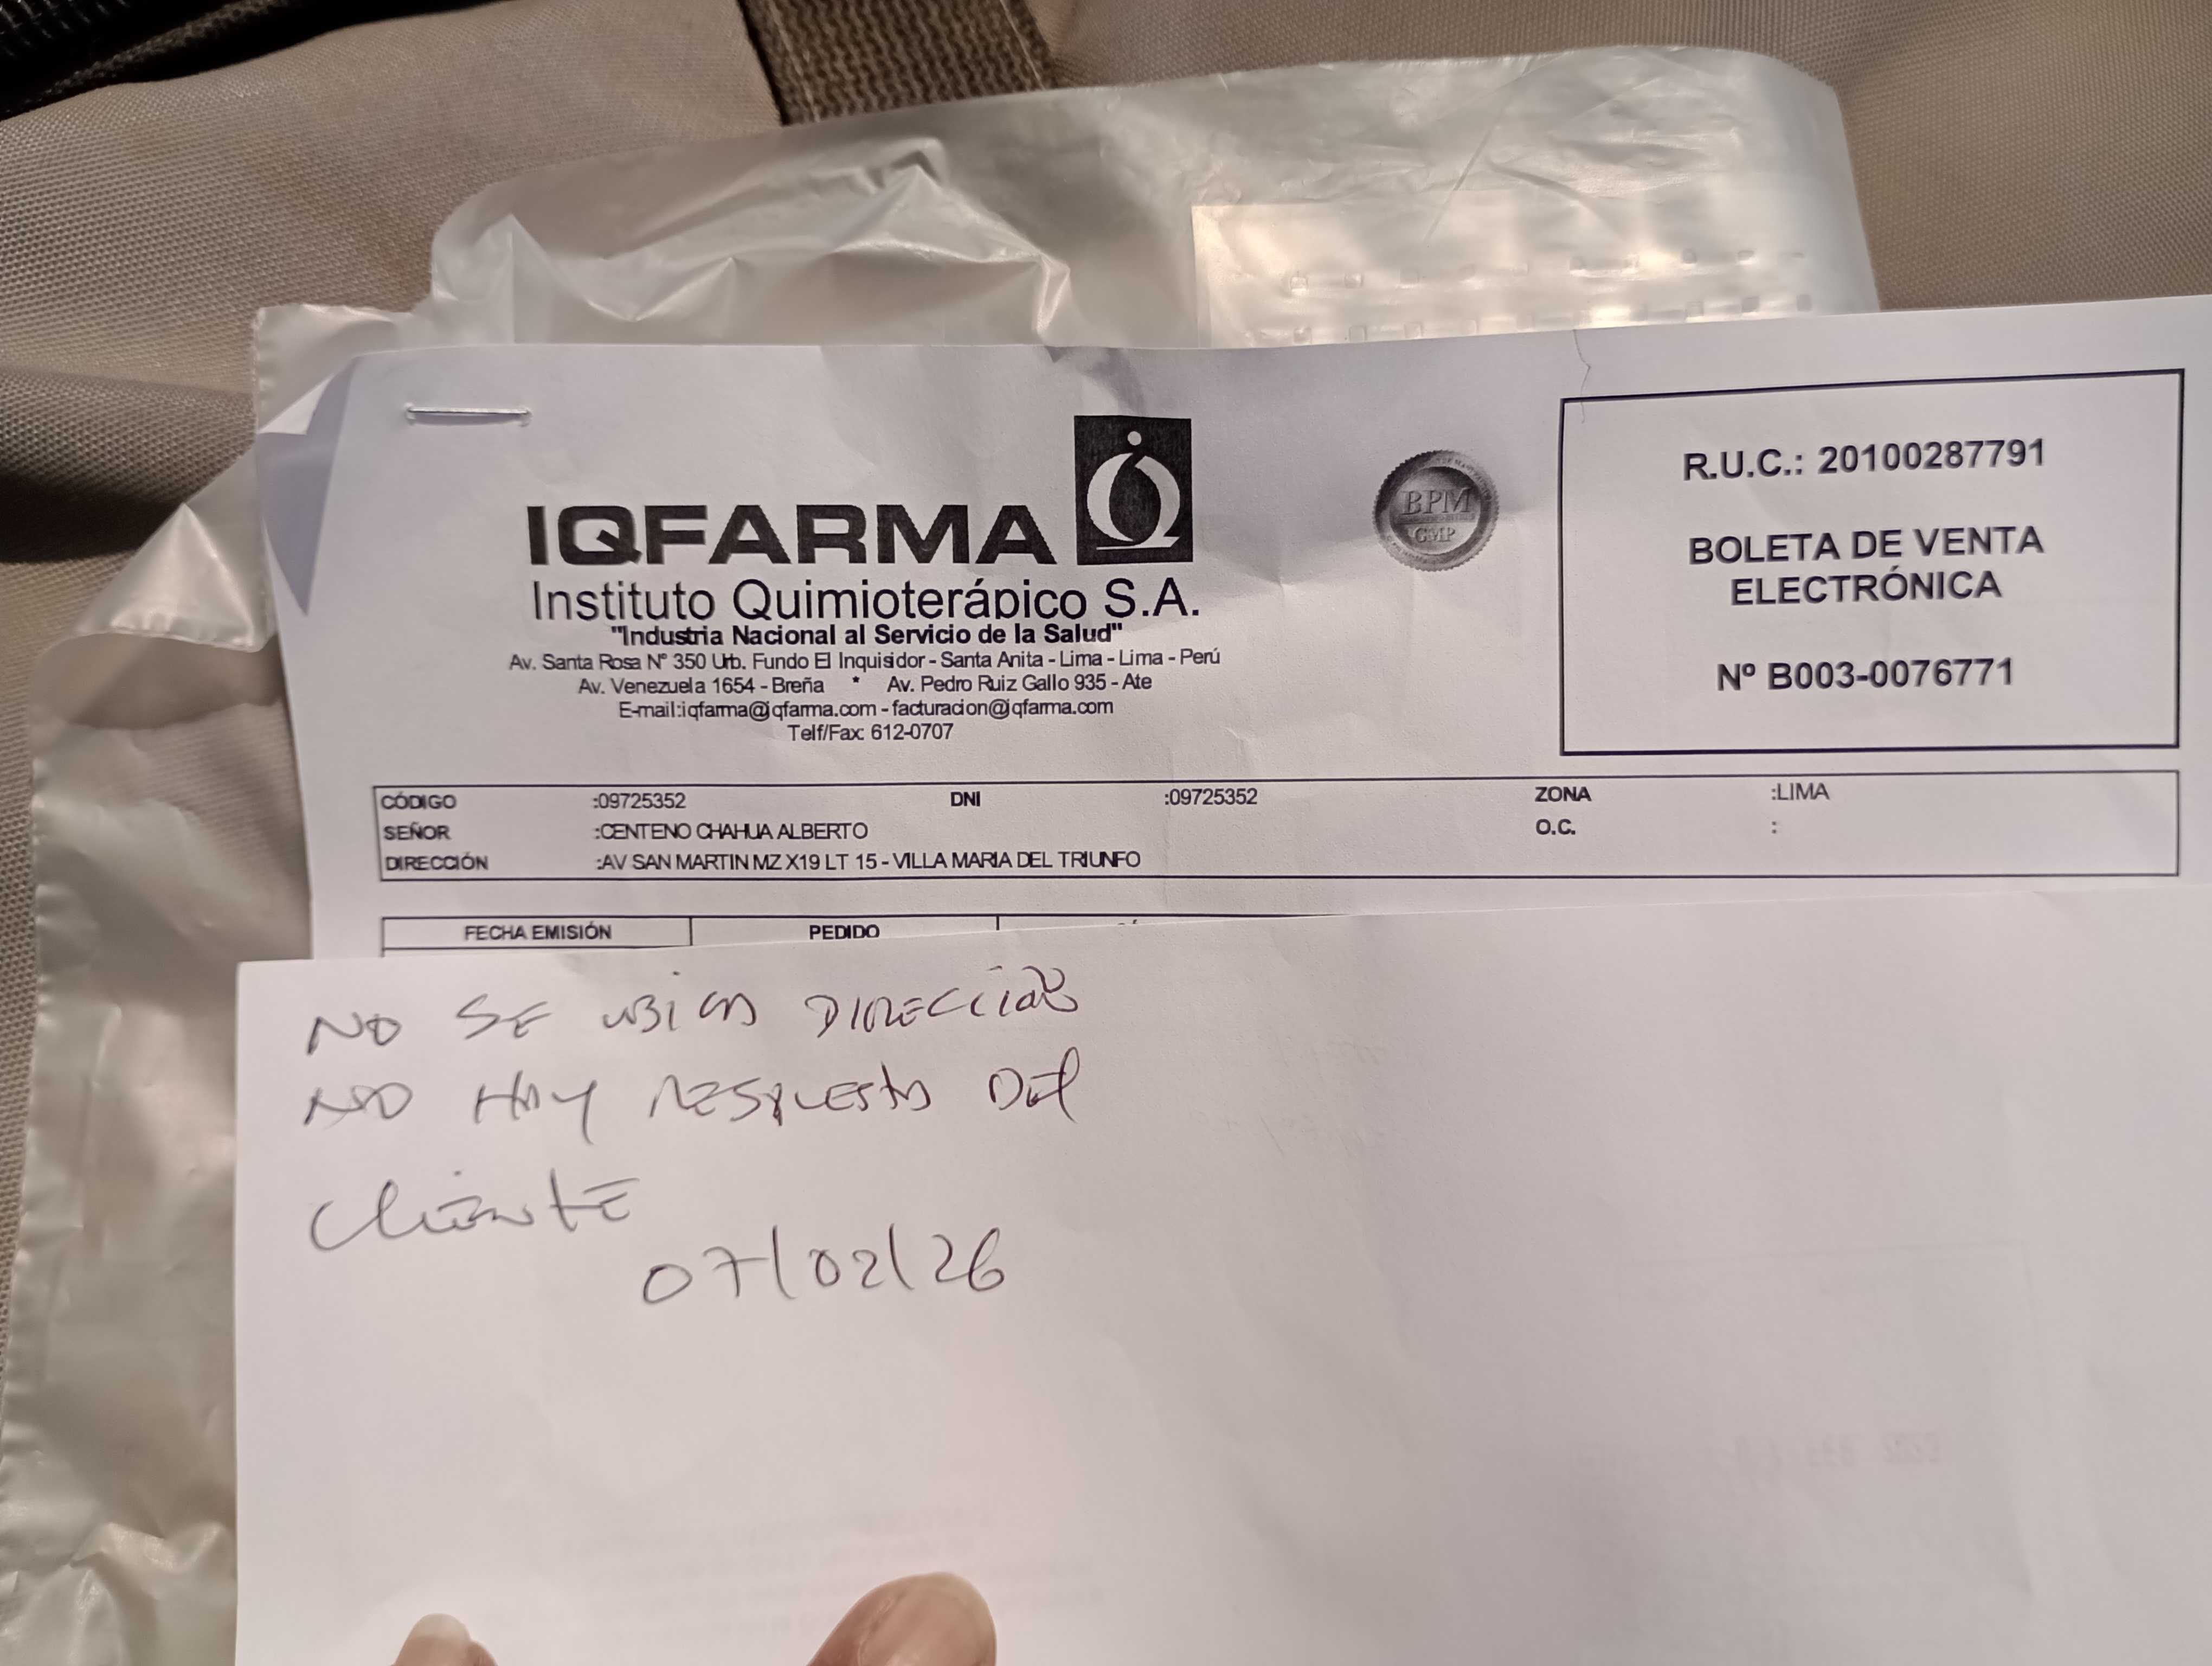 IQFARMA
Instituto Quimioterápico S.A.
"Industria Nacional al Servicio de la Salud"
Av. Santa Rosa Nº 350 Urb. Fundo El Inquisidor - Santa Anita - Lima - Lima - Perú
Av. Venezuela 1654 - Breña * Av. Pedro Ruiz Gallo 935 - Ate
E-mail:iqfarma@iqfarma.com - facturacion@iqfarma.com
Telf/Fax: 612-0707
BPM
GMP
R.U.C.: 20100287791
BOLETA DE VENTA
ELECTRÓNICA
Nº B003-0076771
CÓDIGO :09725352 DNI :09725352 ZONA :LIMA
SEÑOR :CENTENO CHAHUA ALBERTO O.C. :
DIRECCIÓN :AV SAN MARTIN MZ X19 LT 15 - VILLA MARIA DEL TRIUNFO
FECHA EMISIÓN PEDIDO
NO SE UBICA DIRECCION
NO HAY RESPUESTA DEL
CLIENTE
07/02/26